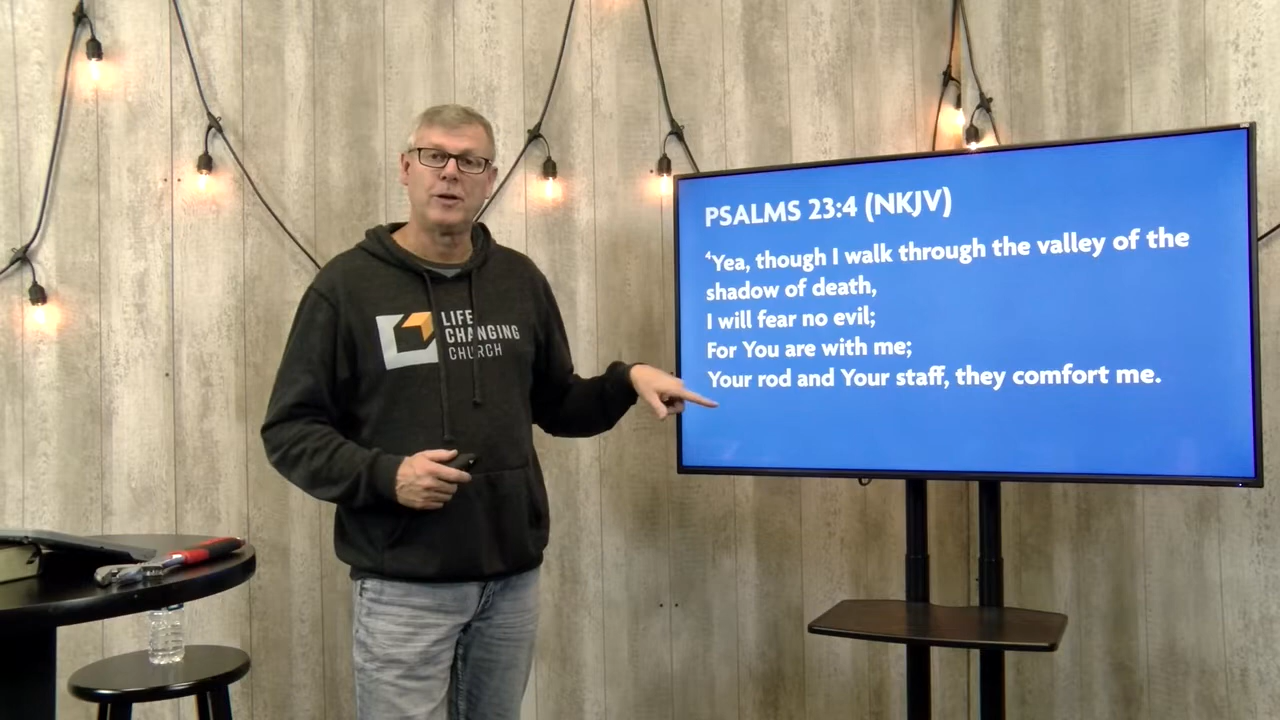 LIFE
CHANGING
CHURCH
PSALMS 23:4 (NKJV)
⁴Yea, though I walk through the valley of the
shadow of death,
I will fear no evil;
For You are with me;
Your rod and Your staff, they comfort me.